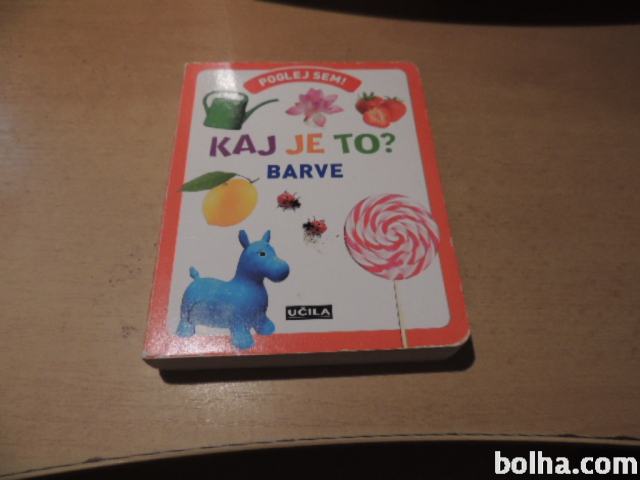 POGLEJ SEM!
KAJ JE TO?
BARVE
UČILA
bolha.com